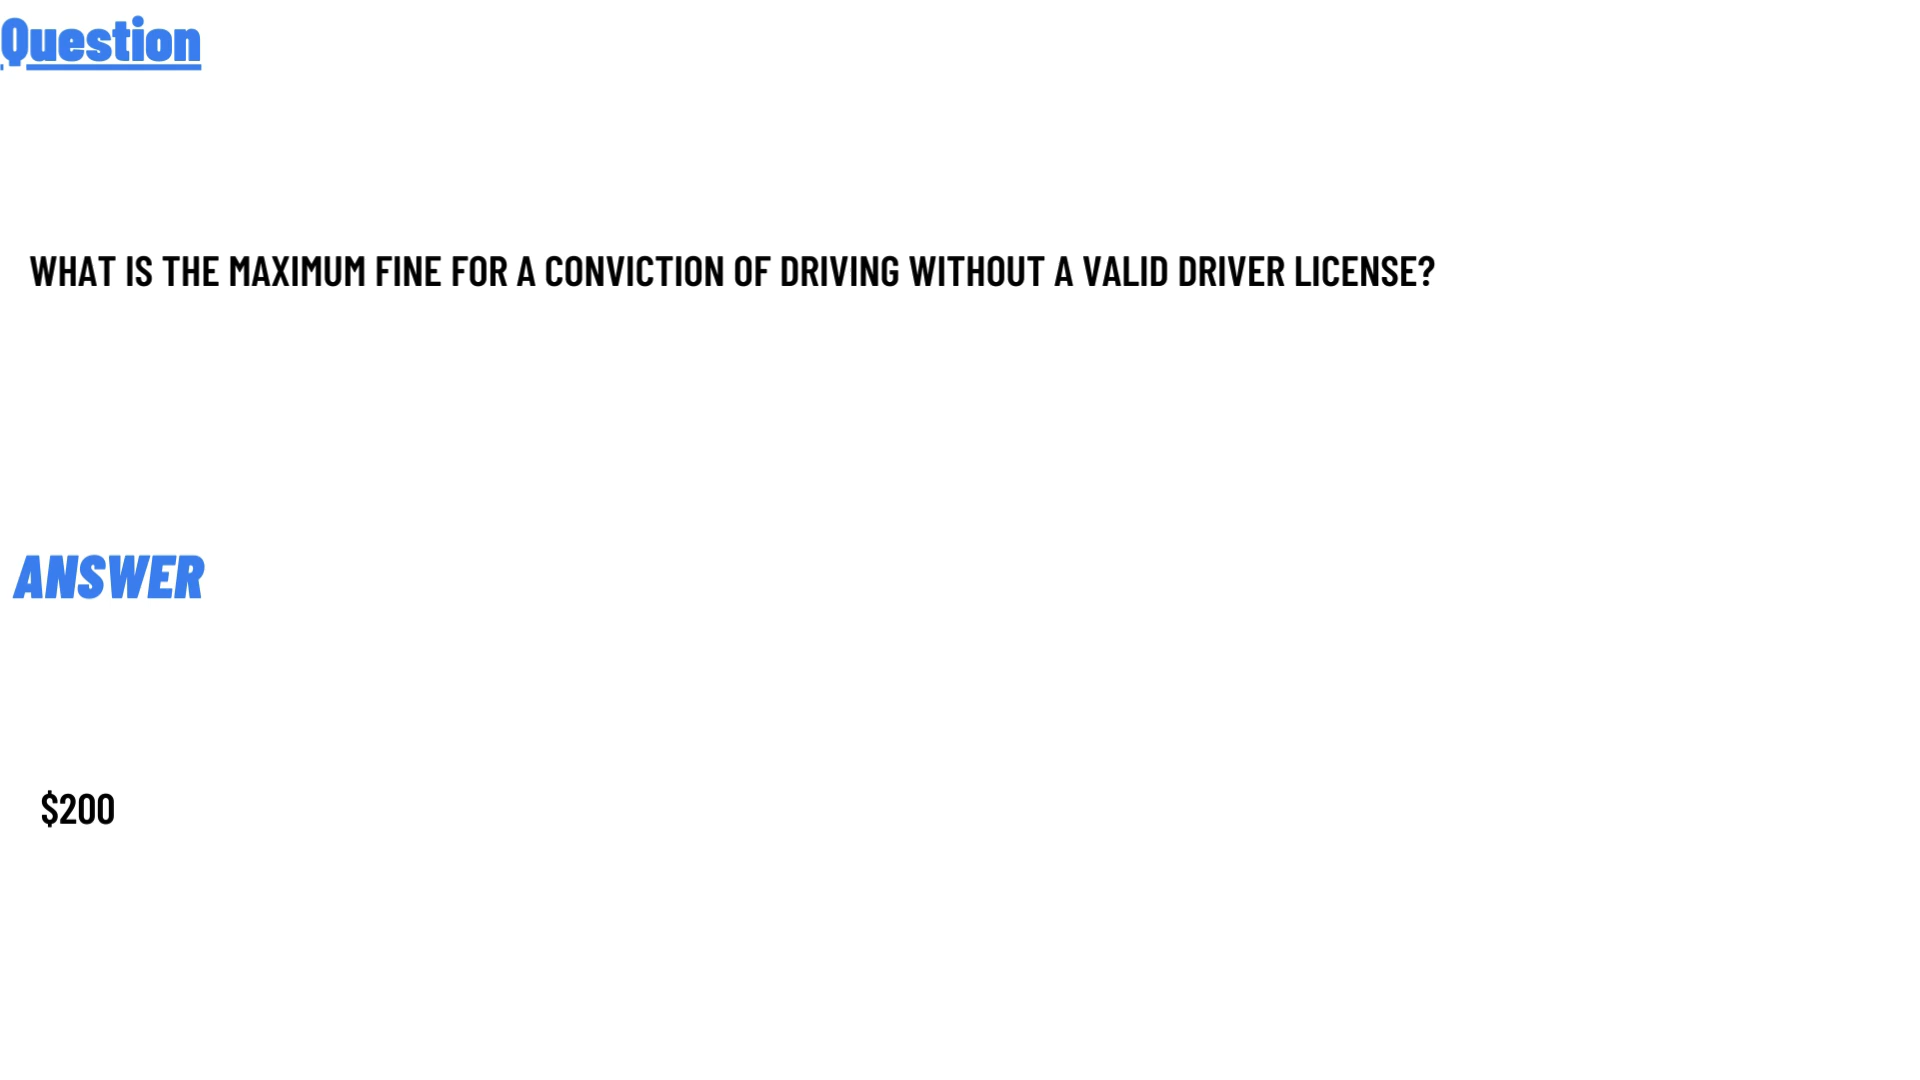 Question
WHAT IS THE MAXIMUM FINE FOR A CONVICTION OF DRIVING WITHOUT A VALID DRIVER LICENSE?
ANSWER
$200